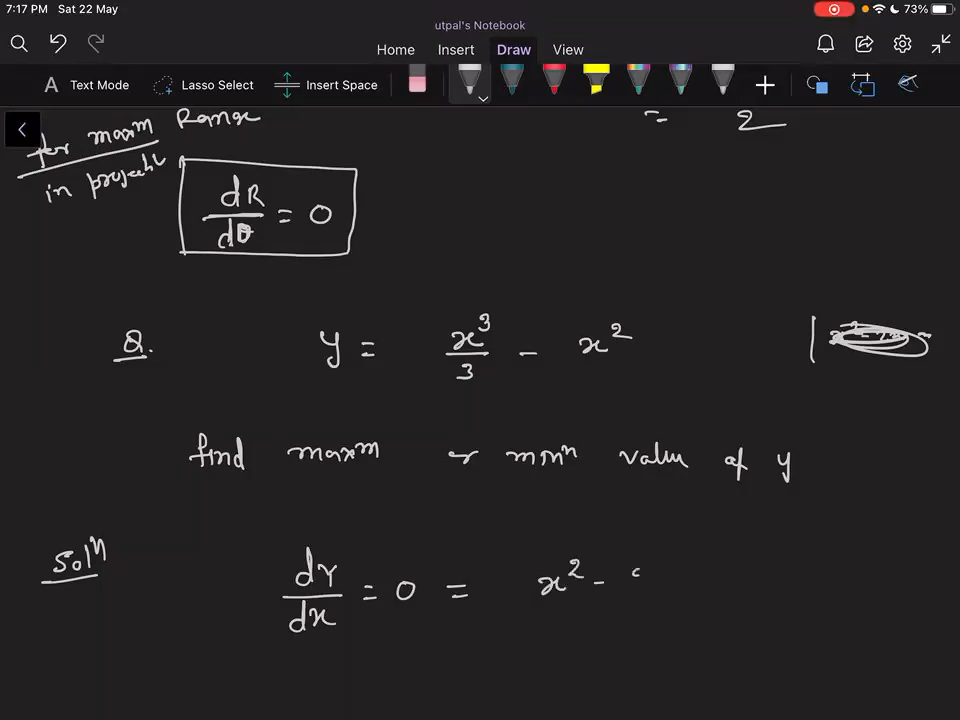 7:17 PM Sat 22 May
73%
utpal's Notebook
Home Insert Draw View
A Text Mode Lasso Select Insert Space
for maxm Range
in projectile
= 2
dR
dθ = 0
Q. y = x³/3 - x²
find maxm or minn value of y
Soln
dy/dx = 0 = x² -